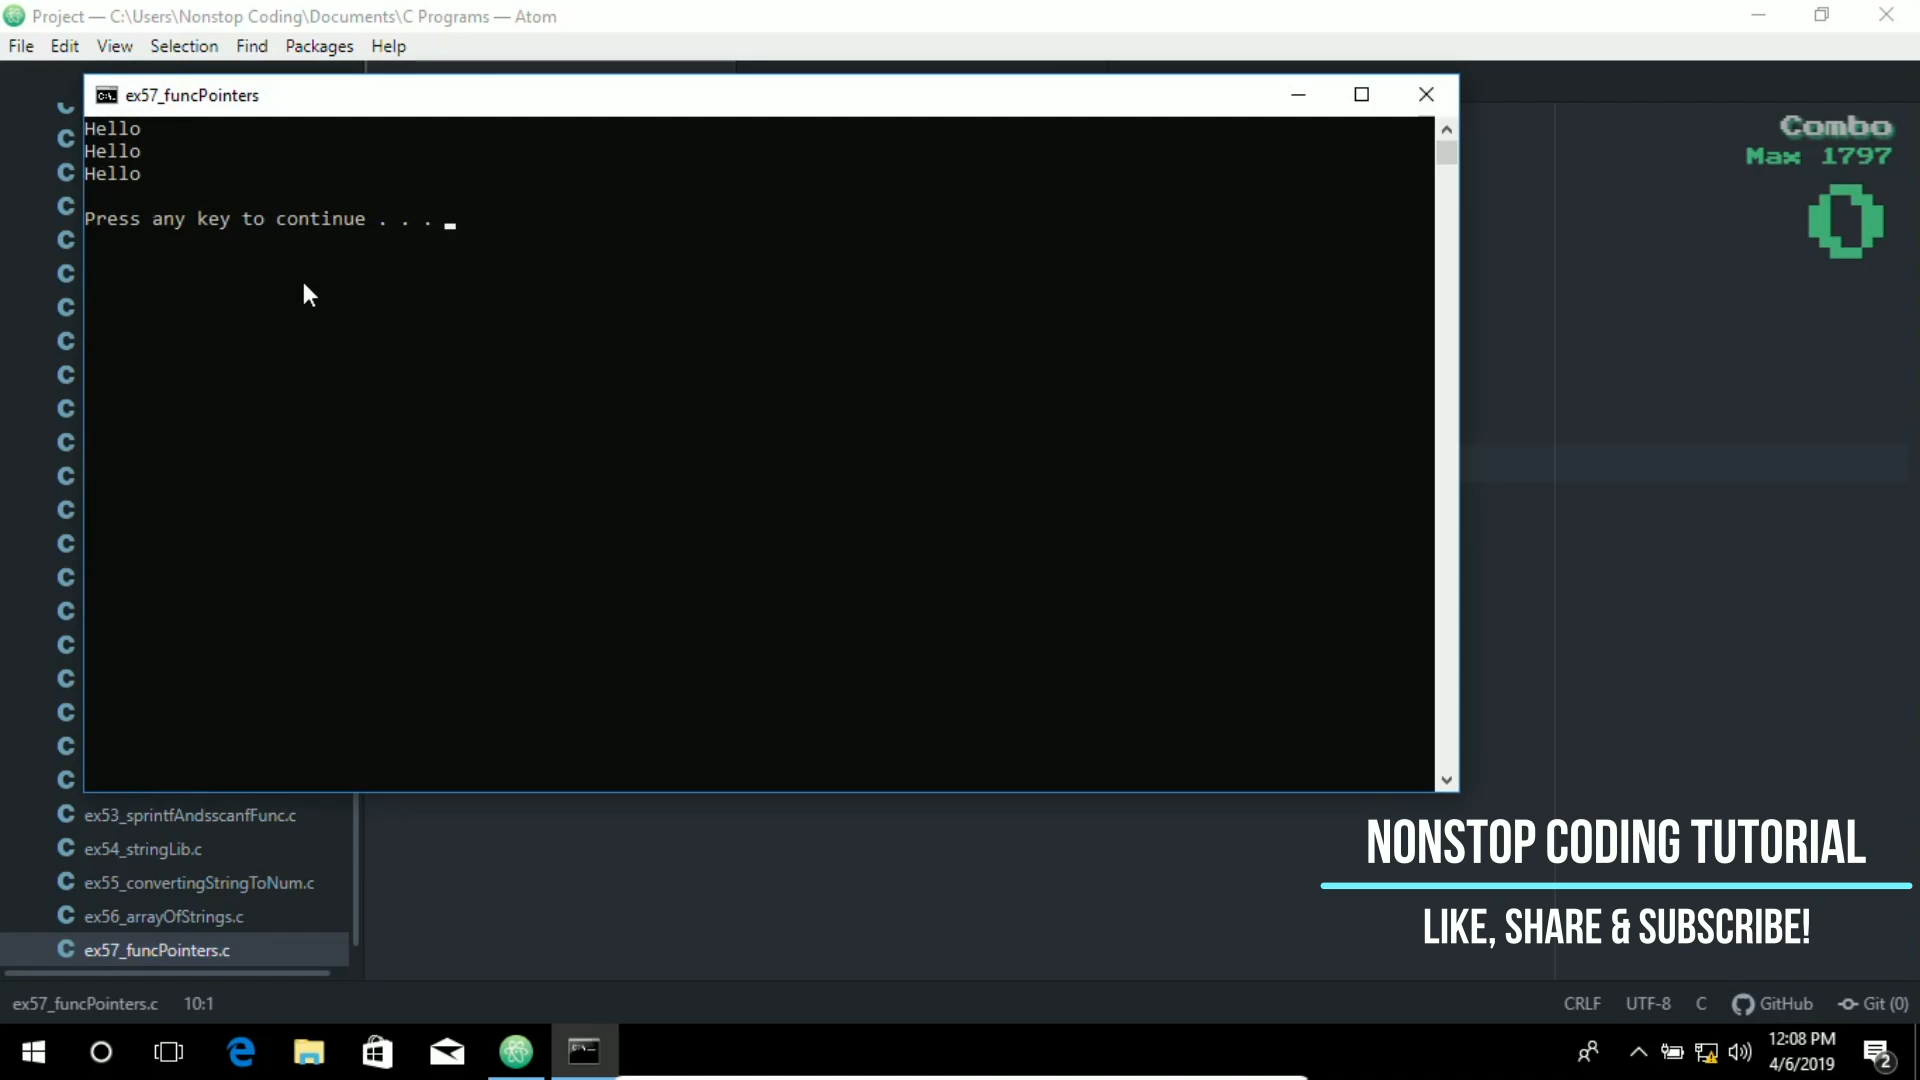 Project — C:\Users\Nonstop Coding\Documents\C Programs — Atom
File Edit View Selection Find Packages Help
ex57_funcPointers
Hello
Hello
Hello
Press any key to continue . . .
Combo
Max 1797
0
ex53_sprintfAndsscanfFunc.c
ex54_stringLib.c
ex55_convertingStringToNum.c
ex56_arrayOfStrings.c
ex57_funcPointers.c
NONSTOP CODING TUTORIAL
LIKE, SHARE & SUBSCRIBE!
ex57_funcPointers.c 10:1 CRLF UTF-8 C GitHub Git (0)
12:08 PM
4/6/2019
2